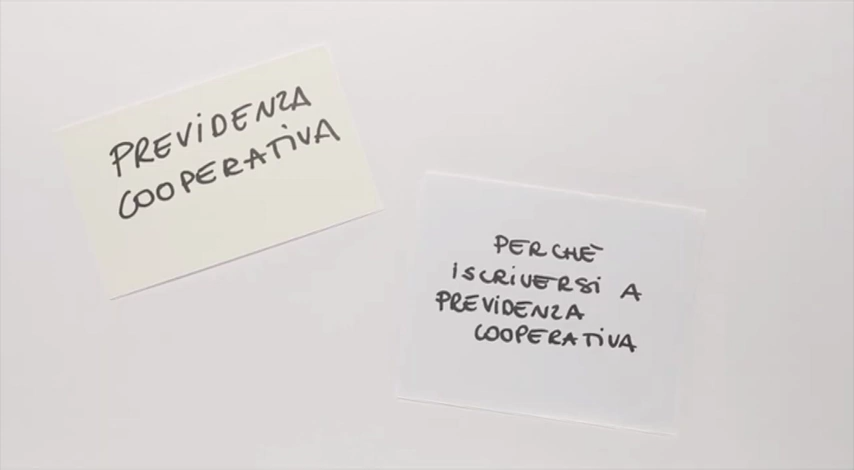 PREViDENZA
COOPERATiVA
PERCHÈ
iSCRiVERSi A
PREViDENZA
COOPERATiVA